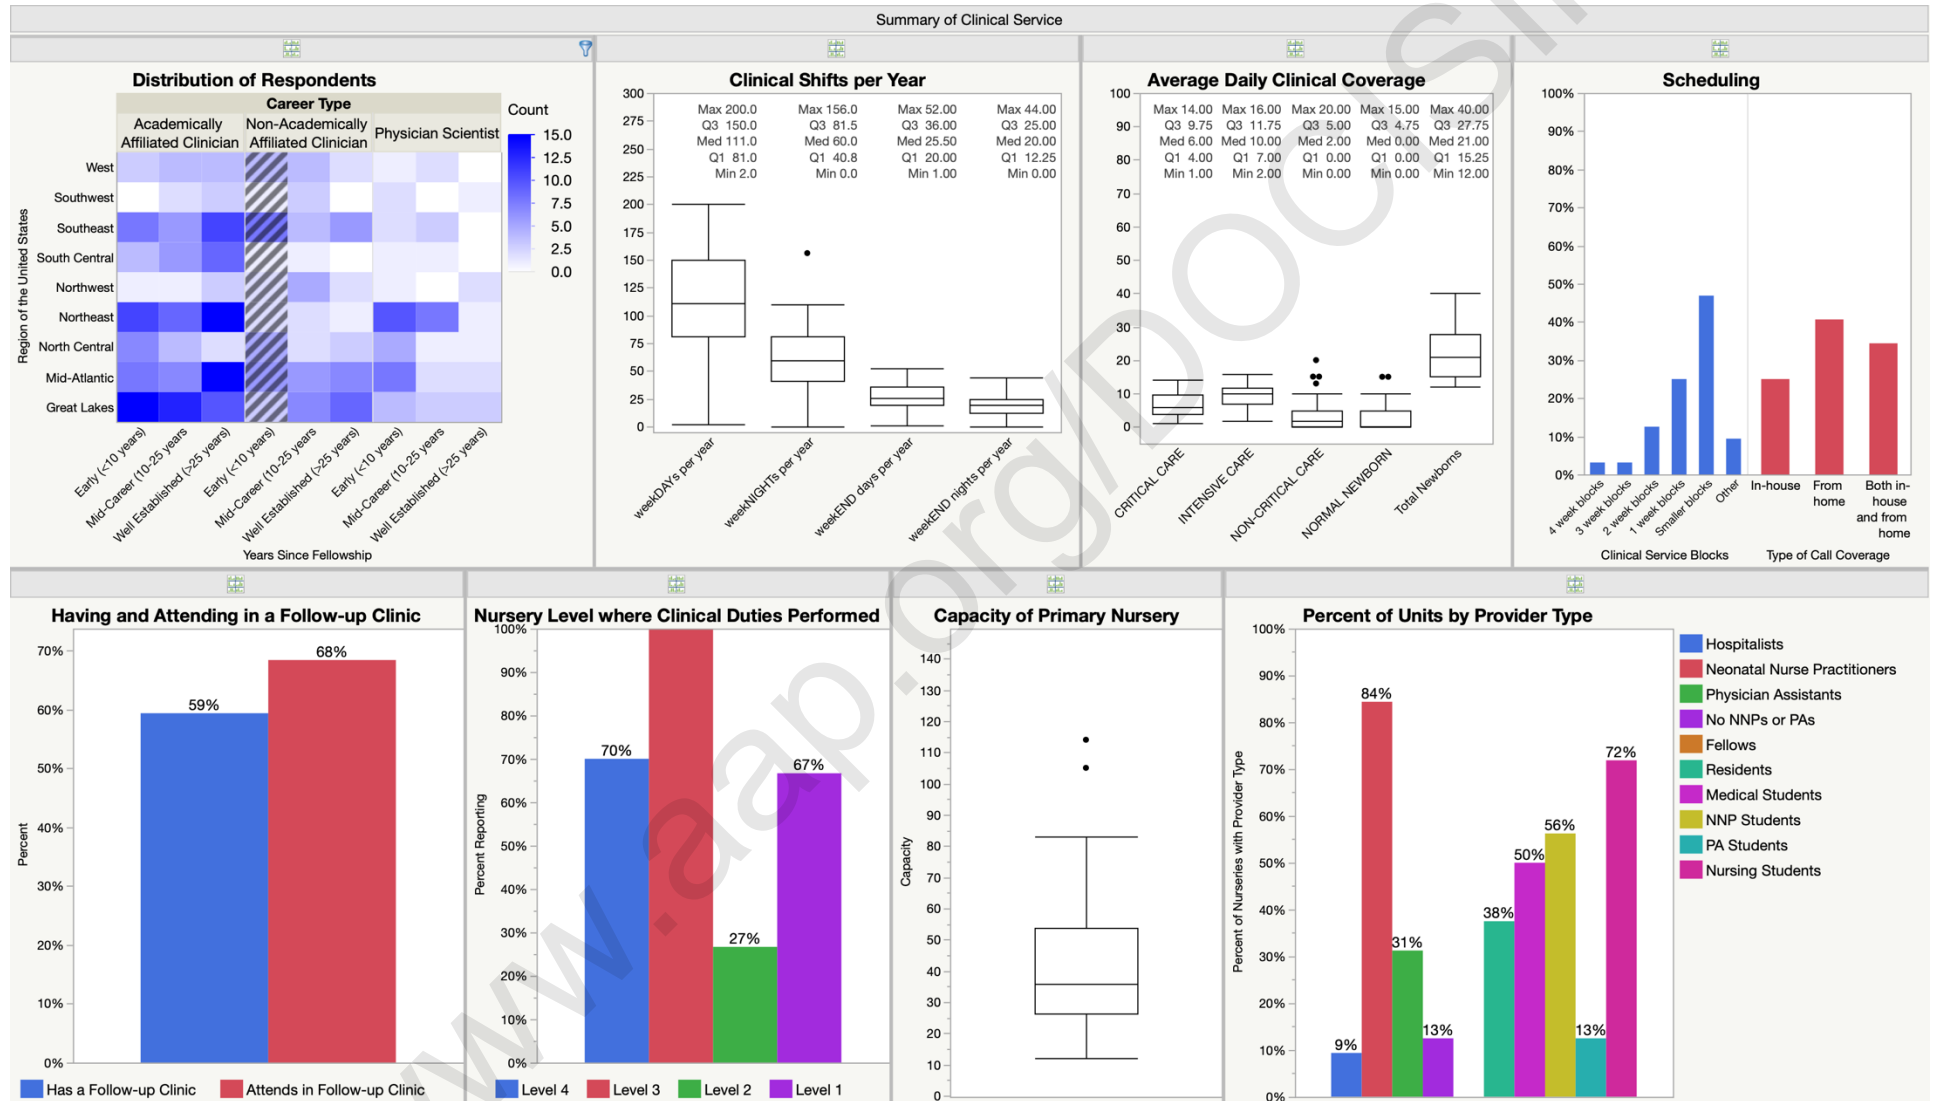 Summary of Clinical Service
Distribution of Respondents
Career Type
Academically Affiliated Clinician
Non-Academically Affiliated Clinician
Physician Scientist
Count
15.0
12.5
10.0
7.5
5.0
2.5
0.0
Region of the United States
West
Southwest
Southeast
South Central
Northwest
Northeast
North Central
Mid-Atlantic
Great Lakes
Early (<10 years)
Mid-Career (10-25 years
Well Established (>25 years)
Early (<10 years)
Mid-Career (10-25 years
Well Established (>25 years)
Early (<10 years)
Mid-Career (10-25 years
Well Established (>25 years)
Years Since Fellowship
Clinical Shifts per Year
300
275
250
225
200
175
150
125
100
75
50
25
0
Max 200.0 Max 156.0 Max 52.00 Max 44.00
Q3 150.0 Q3 81.5 Q3 36.00 Q3 25.00
Med 111.0 Med 60.0 Med 25.50 Med 20.00
Q1 81.0 Q1 40.8 Q1 20.00 Q1 12.25
Min 2.0 Min 0.0 Min 1.00 Min 0.00
weekDAYs per year
weekNIGHTs per year
weekEND days per year
weekEND nights per year
Average Daily Clinical Coverage
100
90
80
70
60
50
40
30
20
10
0
Max 14.00 Max 16.00 Max 20.00 Max 15.00 Max 40.00
Q3 9.75 Q3 11.75 Q3 5.00 Q3 4.75 Q3 27.75
Med 6.00 Med 10.00 Med 2.00 Med 0.00 Med 21.00
Q1 4.00 Q1 7.00 Q1 0.00 Q1 0.00 Q1 15.25
Min 1.00 Min 2.00 Min 0.00 Min 0.00 Min 12.00
CRITICAL CARE
INTENSIVE CARE
NON-CRITICAL CARE
NORMAL NEWBORN
Total Newborns
Scheduling
100%
90%
80%
70%
60%
50%
40%
30%
20%
10%
0%
4 week blocks
3 week blocks
2 week blocks
1 week blocks
Smaller blocks
Other
In-house
From home
Both in-house and from home
Clinical Service Blocks
Type of Call Coverage
Having and Attending in a Follow-up Clinic
Percent
70%
60%
50%
40%
30%
20%
10%
0%
59%
68%
Has a Follow-up Clinic
Attends in Follow-up Clinic
Nursery Level where Clinical Duties Performed
Percent Reporting
100%
90%
80%
70%
60%
50%
40%
30%
20%
10%
0%
70%
27%
67%
Level 4
Level 3
Level 2
Level 1
Capacity of Primary Nursery
Capacity
140
130
120
110
100
90
80
70
60
50
40
30
20
10
0
Percent of Units by Provider Type
Percent of Nurseries with Provider Type
100%
90%
80%
70%
60%
50%
40%
30%
20%
10%
0%
9%
84%
31%
13%
38%
50%
56%
13%
72%
Hospitalists
Neonatal Nurse Practitioners
Physician Assistants
No NNPs or PAs
Fellows
Residents
Medical Students
NNP Students
PA Students
Nursing Students